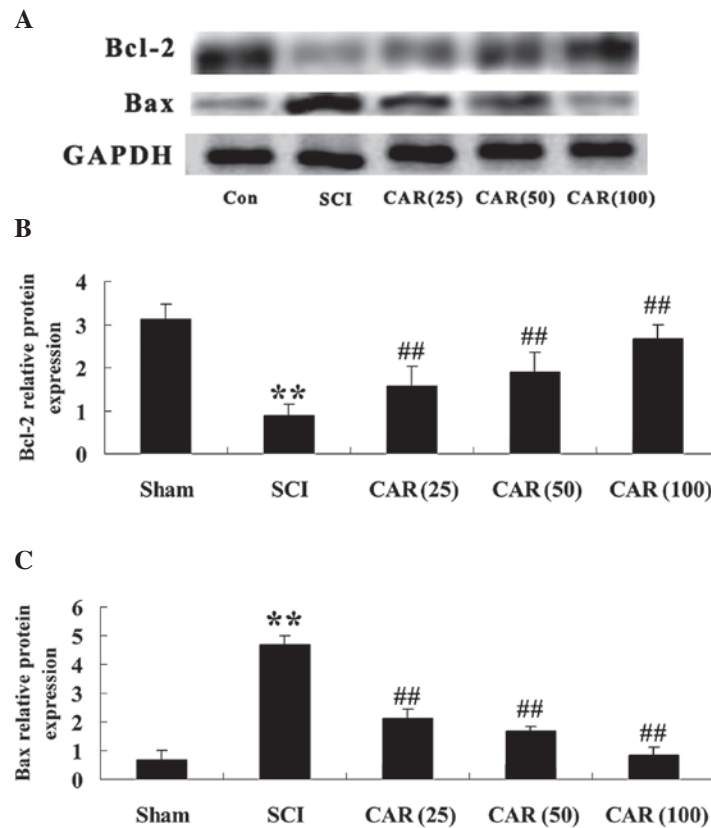 A
Bcl-2
Bax
GAPDH
Con SCI CAR(25) CAR(50) CAR(100)
B
Bcl-2 relative protein
expression
4
3
2
1
0
**
##
##
##
Sham SCI CAR (25) CAR (50) CAR (100)
C
Bax relative protein
expression
6
5
4
3
2
1
0
**
##
##
##
Sham SCI CAR (25) CAR (50) CAR (100)